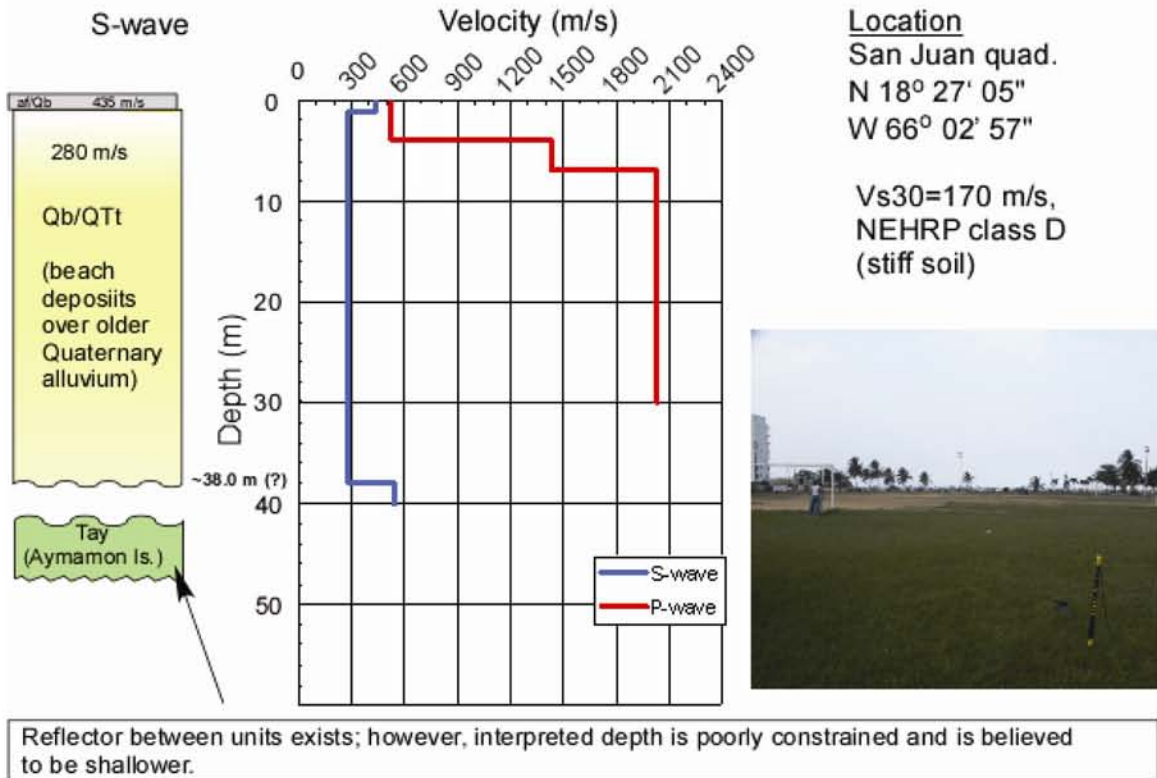 S-wave
af/Qb 435 m/s
280 m/s
Qb/QTt
(beach
deposiits
over older
Quaternary
alluvium)
~38.0 m (?)
Tay
(Aymamon ls.)
Velocity (m/s)
0 300 600 900 1200 1500 1800 2100 2400
Depth (m)
0
10
20
30
40
50
S-wave
P-wave
Location
San Juan quad.
N 18° 27' 05"
W 66° 02' 57"
Vs30=170 m/s,
NEHRP class D
(stiff soil)
Reflector between units exists; however, interpreted depth is poorly constrained and is believed
to be shallower.